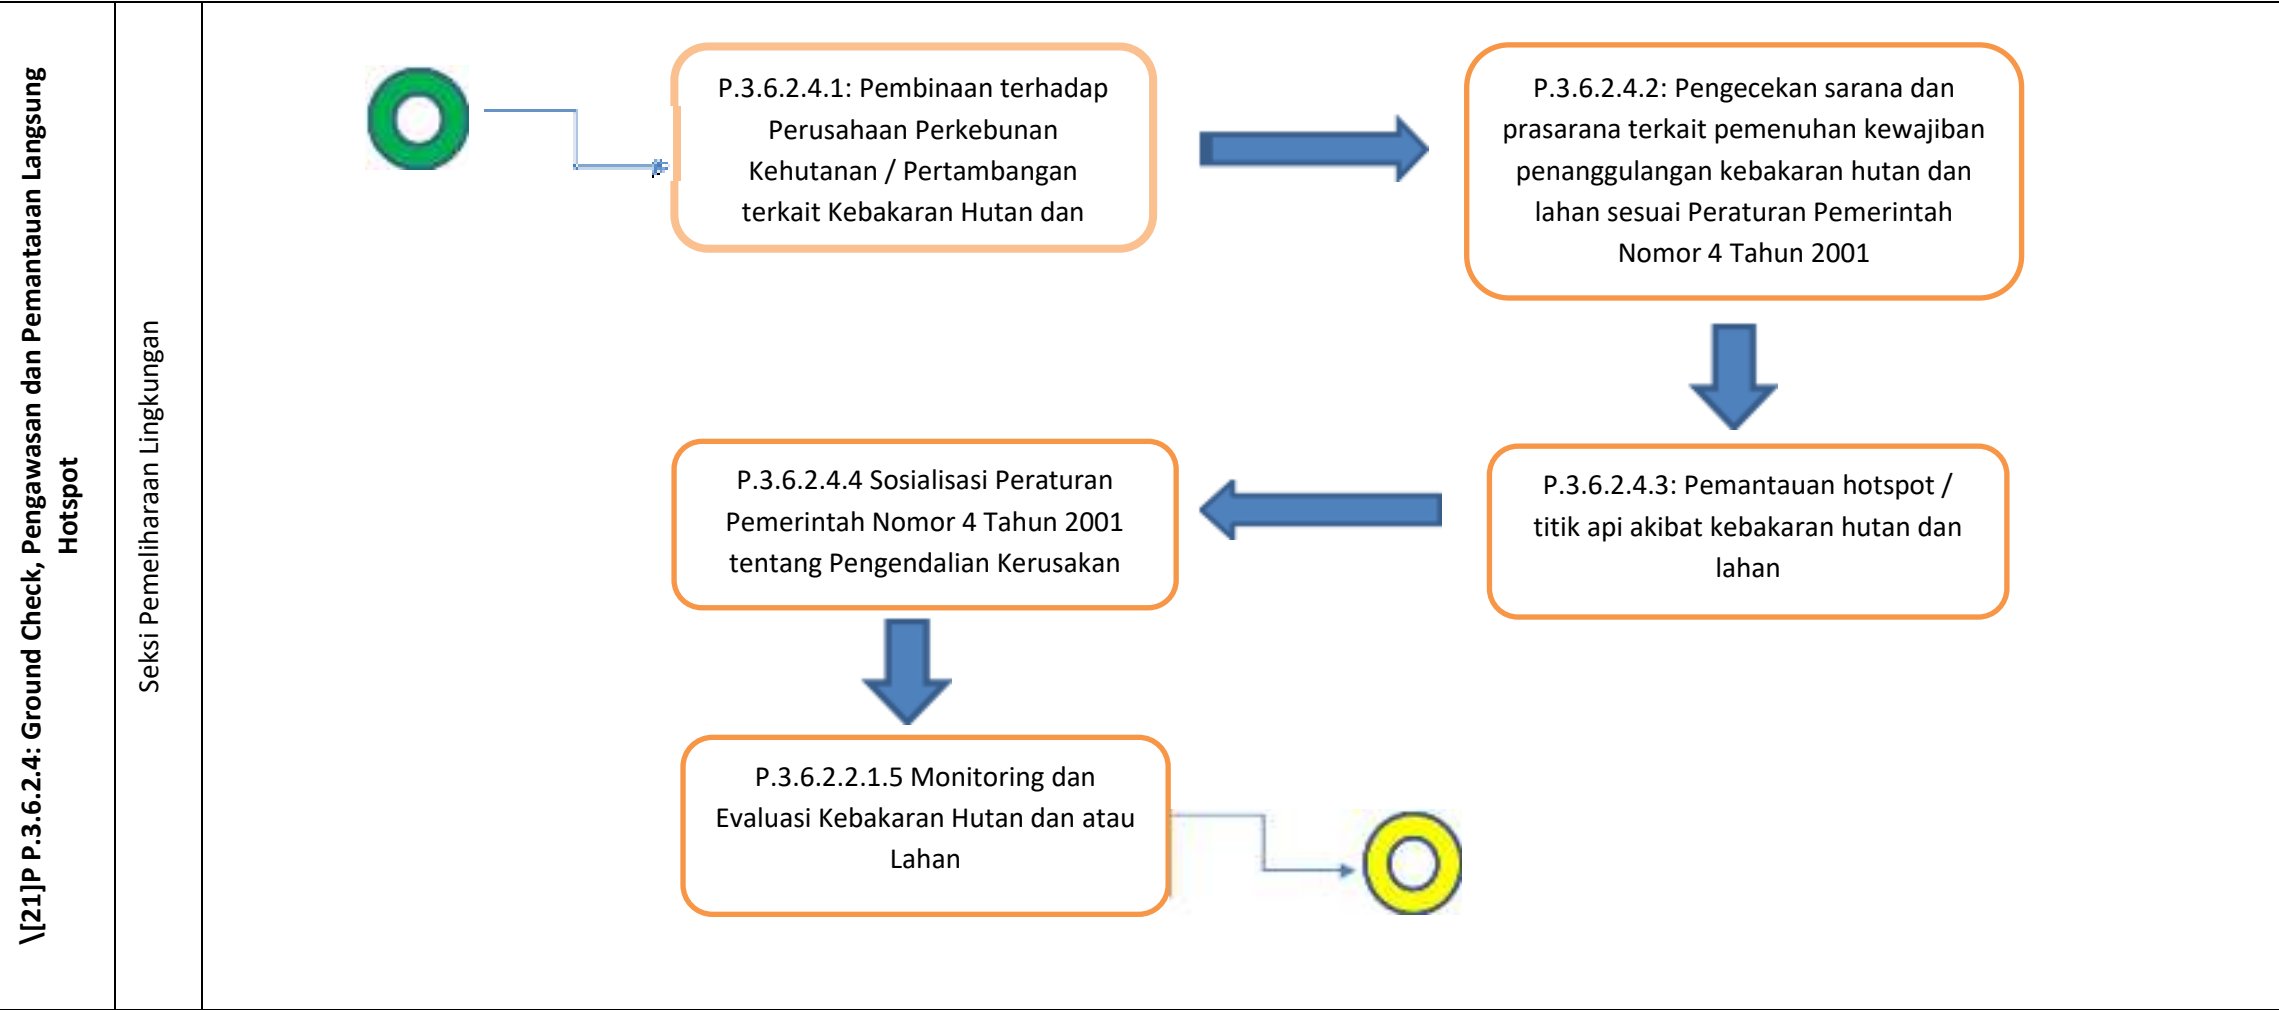 \[21]P P.3.6.2.4: Ground Check, Pengawasan dan Pemantauan Langsung
Hotspot
Seksi Pemeliharaan Lingkungan
P.3.6.2.4.1: Pembinaan terhadap
Perusahaan Perkebunan
Kehutanan / Pertambangan
terkait Kebakaran Hutan dan
P.3.6.2.4.2: Pengecekan sarana dan
prasarana terkait pemenuhan kewajiban
penanggulangan kebakaran hutan dan
lahan sesuai Peraturan Pemerintah
Nomor 4 Tahun 2001
P.3.6.2.4.3: Pemantauan hotspot /
titik api akibat kebakaran hutan dan
lahan
P.3.6.2.4.4 Sosialisasi Peraturan
Pemerintah Nomor 4 Tahun 2001
tentang Pengendalian Kerusakan
P.3.6.2.2.1.5 Monitoring dan
Evaluasi Kebakaran Hutan dan atau
Lahan